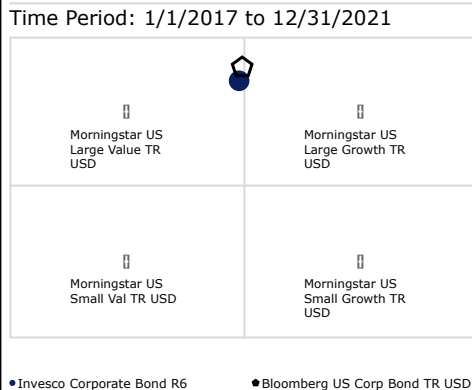 Time Period: 1/1/2017 to 12/31/2021
Morningstar US
Large Value TR
USD
Morningstar US
Large Growth TR
USD
Morningstar US
Small Val TR USD
Morningstar US
Small Growth TR
USD
Invesco Corporate Bond R6
Bloomberg US Corp Bond TR USD